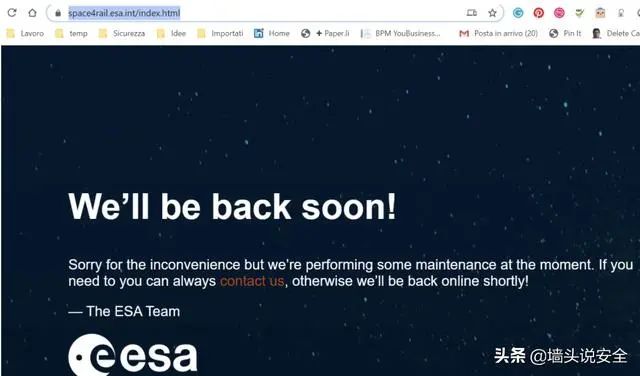 space4rail.esa.int/index.html
Lavoro temp Sicurezza Idee Importati Home + Paper.li BPM YouBusiness... Posta in arrivo (20) Pin It Delete Ca
We'll be back soon!
Sorry for the inconvenience but we're performing some maintenance at the moment. If you
need to you can always contact us, otherwise we'll be back online shortly!
— The ESA Team
esa
头条 @墙头说安全